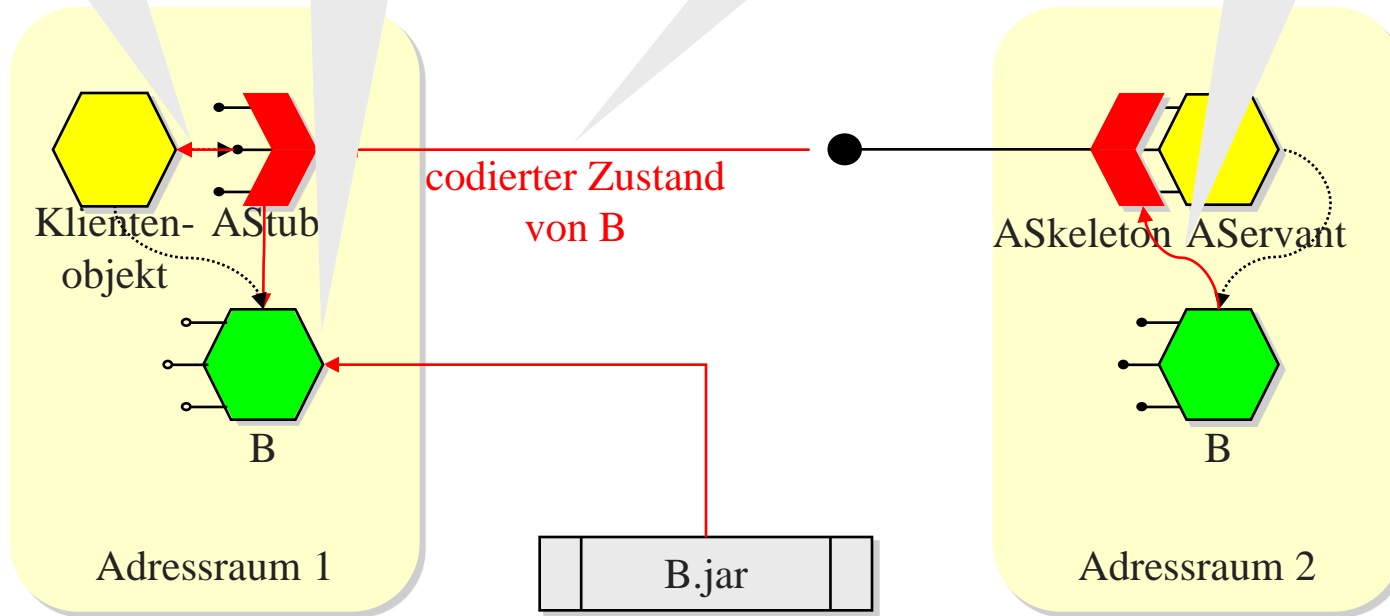 codierter Zustand
von B
Klienten-
objekt
AStub
ASkeleton
AServant
B
B
Adressraum 1
B.jar
Adressraum 2